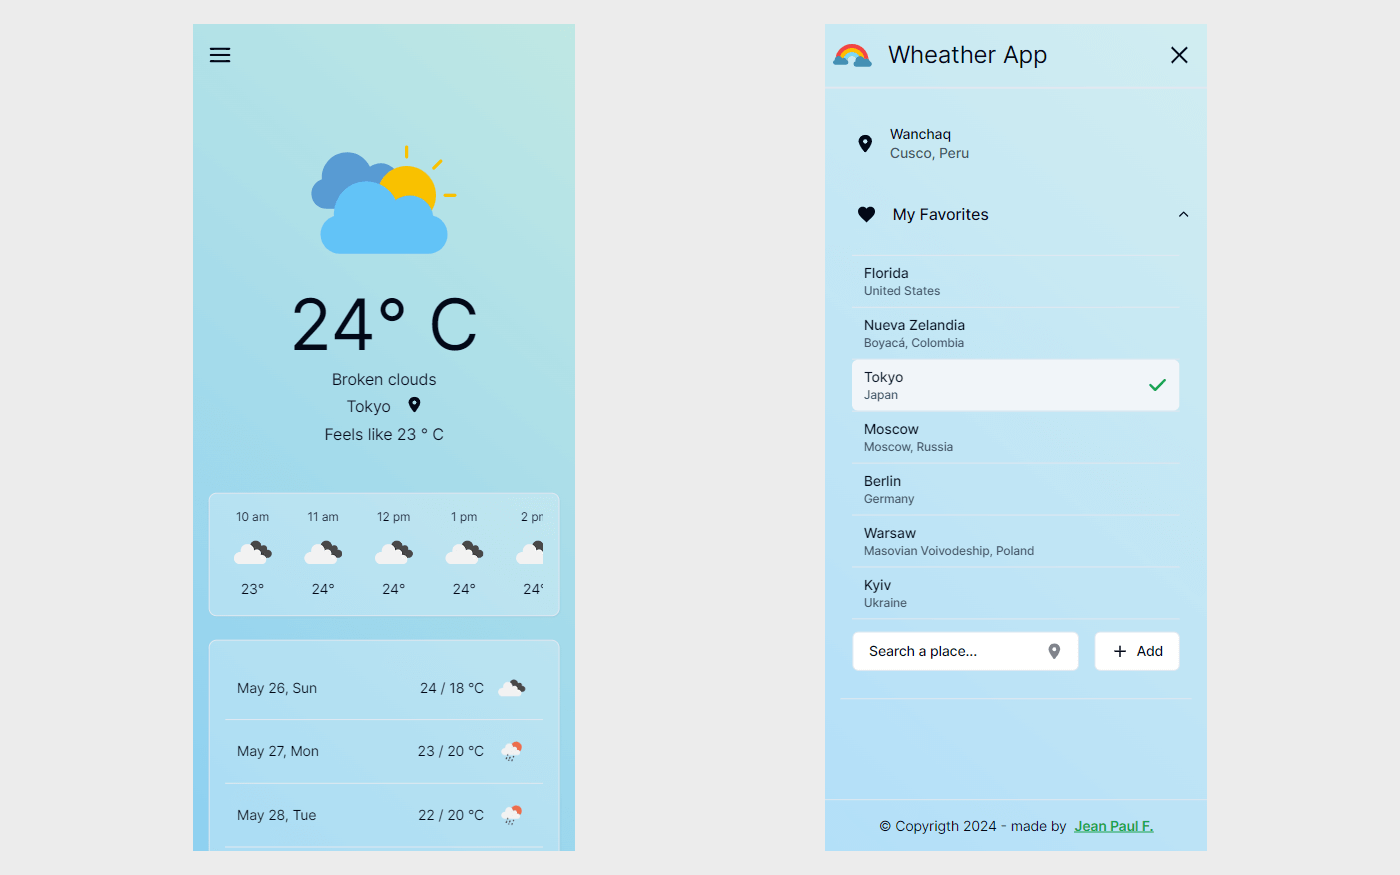 24° C
Broken clouds
Tokyo
Feels like 23 ° C
10 am 11 am 12 pm 1 pm 2 pm
23° 24° 24° 24° 24°
May 26, Sun 24 / 18 °C
May 27, Mon 23 / 20 °C
May 28, Tue 22 / 20 °C
Wheather App
Wanchaq
Cusco, Peru
My Favorites
Florida
United States
Nueva Zelandia
Boyacá, Colombia
Tokyo
Japan
Moscow
Moscow, Russia
Berlin
Germany
Warsaw
Masovian Voivodeship, Poland
Kyiv
Ukraine
Search a place...
Add
© Copyrigth 2024 - made by Jean Paul F.